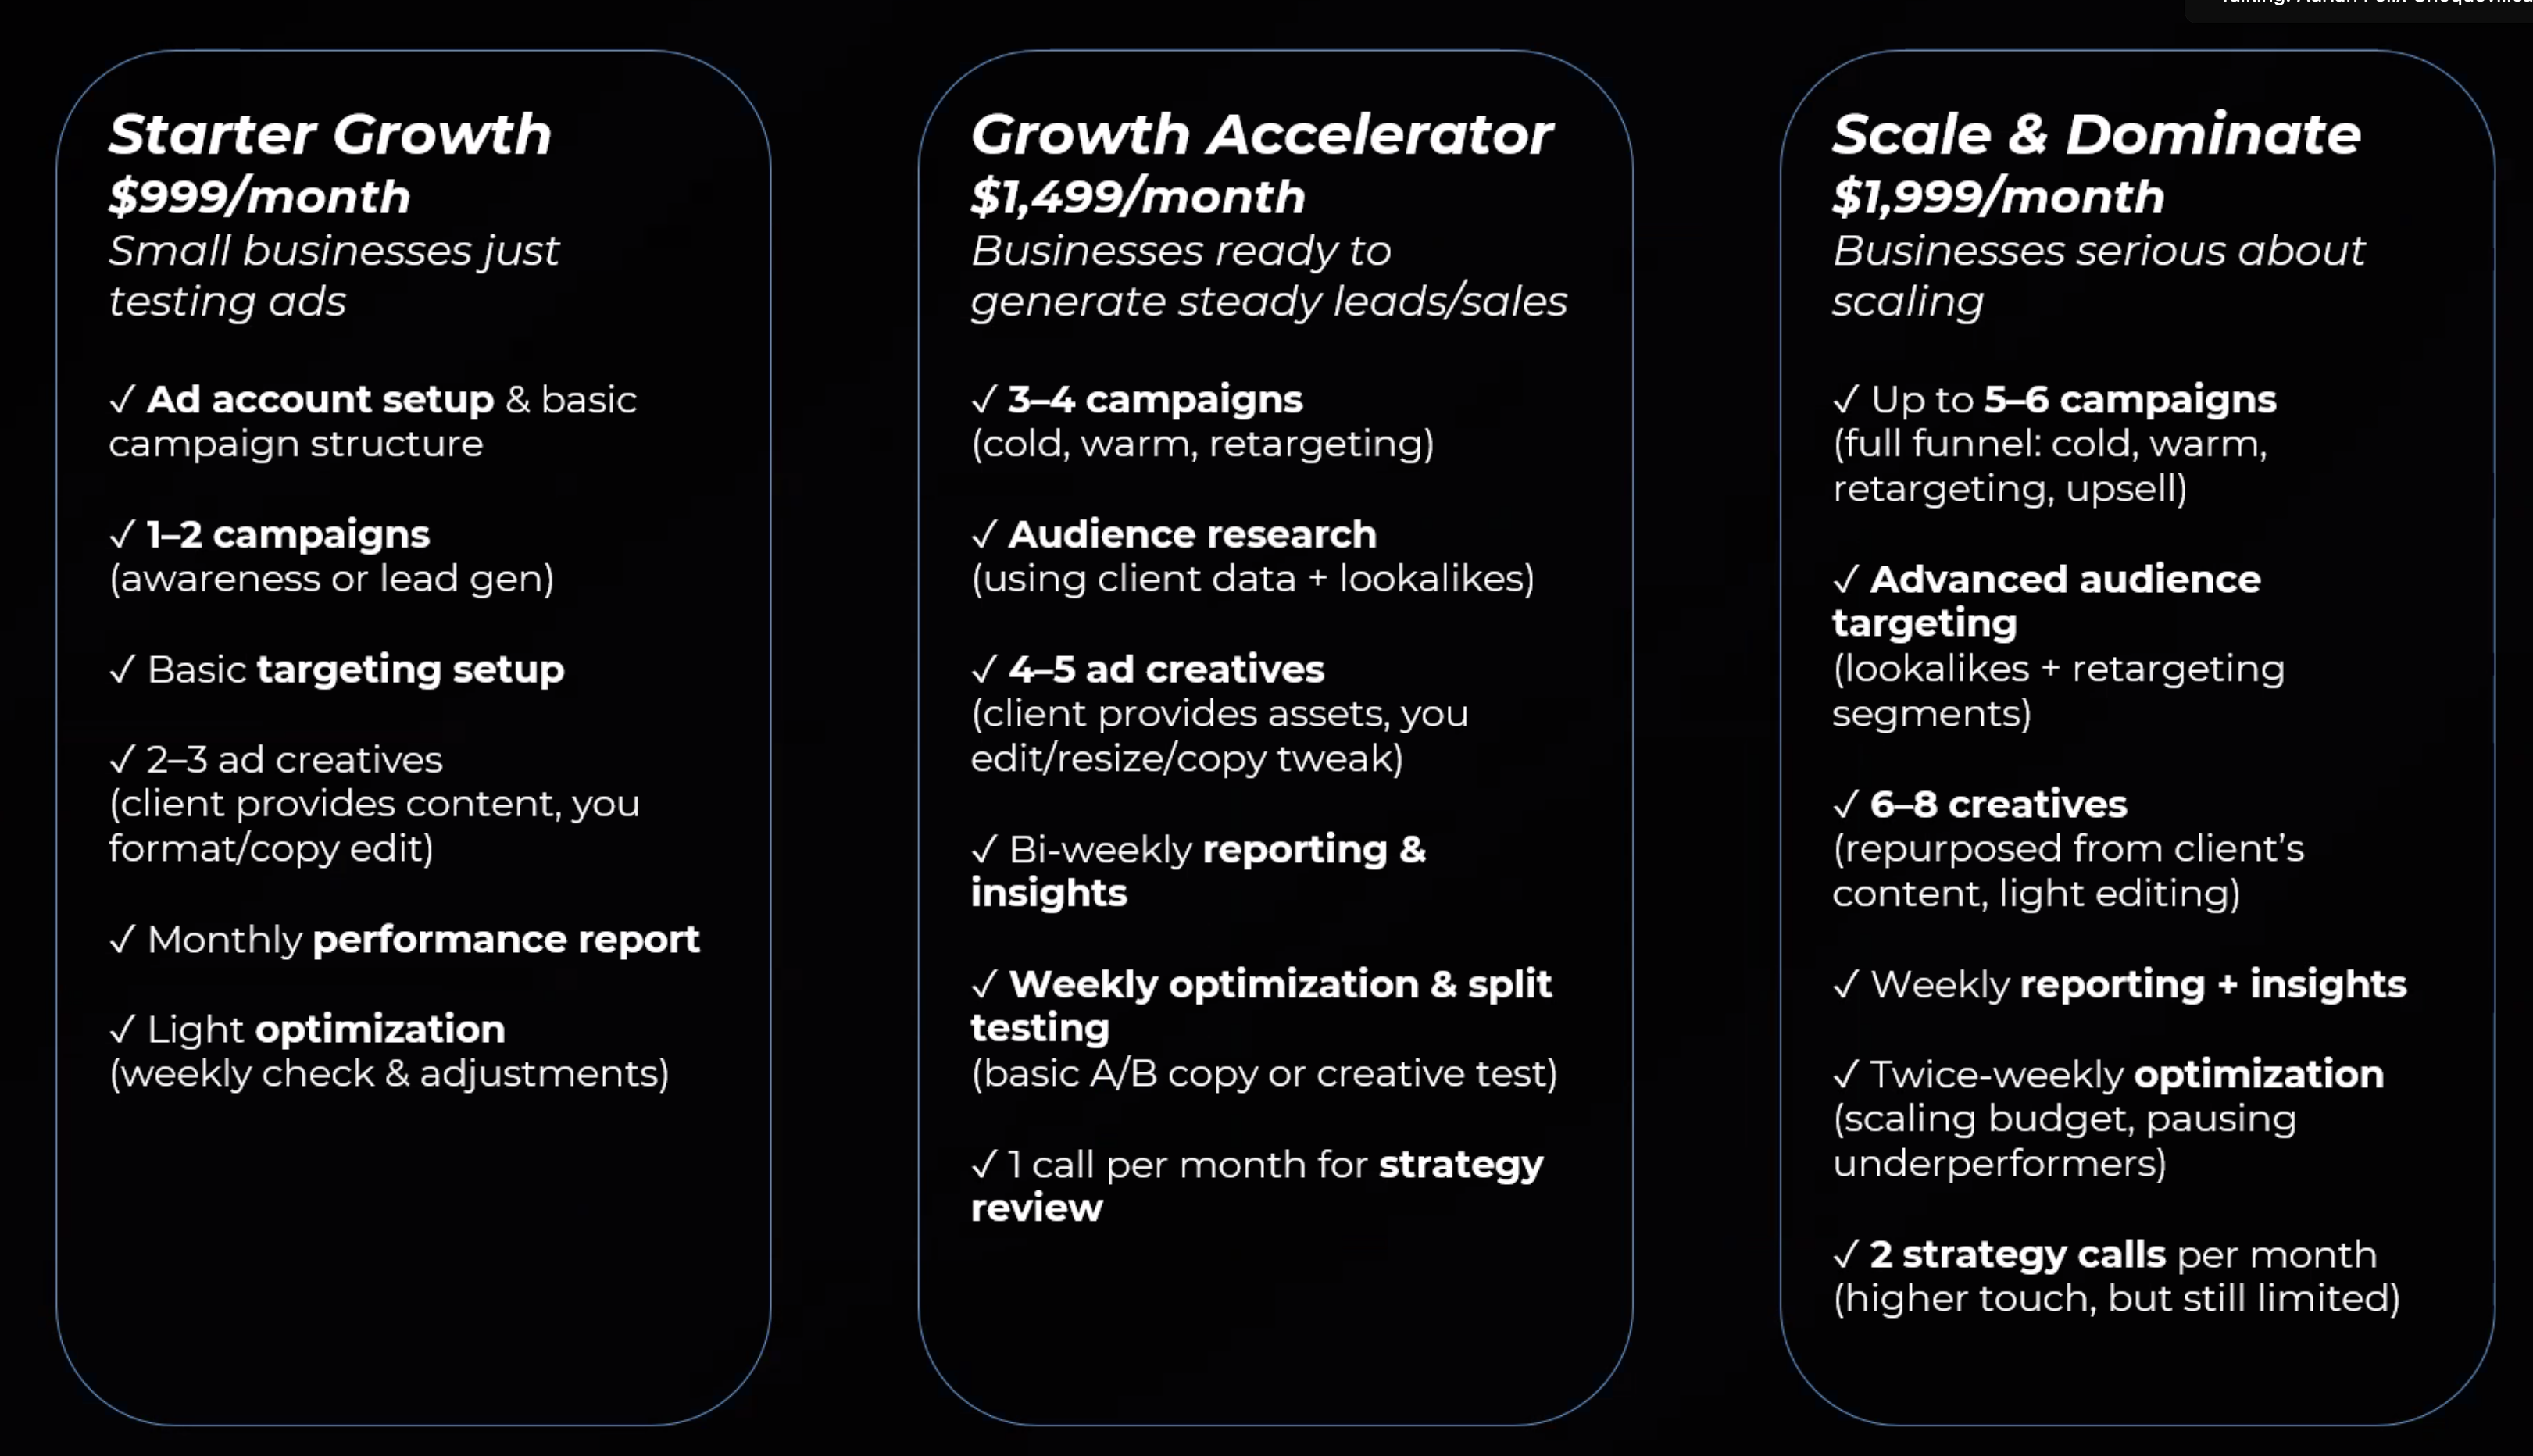 Starter Growth
$999/month
Small businesses just
testing ads
✓ Ad account setup & basic
campaign structure
✓ 1–2 campaigns
(awareness or lead gen)
✓ Basic targeting setup
✓ 2–3 ad creatives
(client provides content, you
format/copy edit)
✓ Monthly performance report
✓ Light optimization
(weekly check & adjustments)
Growth Accelerator
$1,499/month
Businesses ready to
generate steady leads/sales
✓ 3–4 campaigns
(cold, warm, retargeting)
✓ Audience research
(using client data + lookalikes)
✓ 4–5 ad creatives
(client provides assets, you
edit/resize/copy tweak)
✓ Bi-weekly reporting &
insights
✓ Weekly optimization & split
testing
(basic A/B copy or creative test)
✓ 1 call per month for strategy
review
Scale & Dominate
$1,999/month
Businesses serious about
scaling
✓ Up to 5–6 campaigns
(full funnel: cold, warm,
retargeting, upsell)
✓ Advanced audience
targeting
(lookalikes + retargeting
segments)
✓ 6–8 creatives
(repurposed from client’s
content, light editing)
✓ Weekly reporting + insights
✓ Twice-weekly optimization
(scaling budget, pausing
underperformers)
✓ 2 strategy calls per month
(higher touch, but still limited)